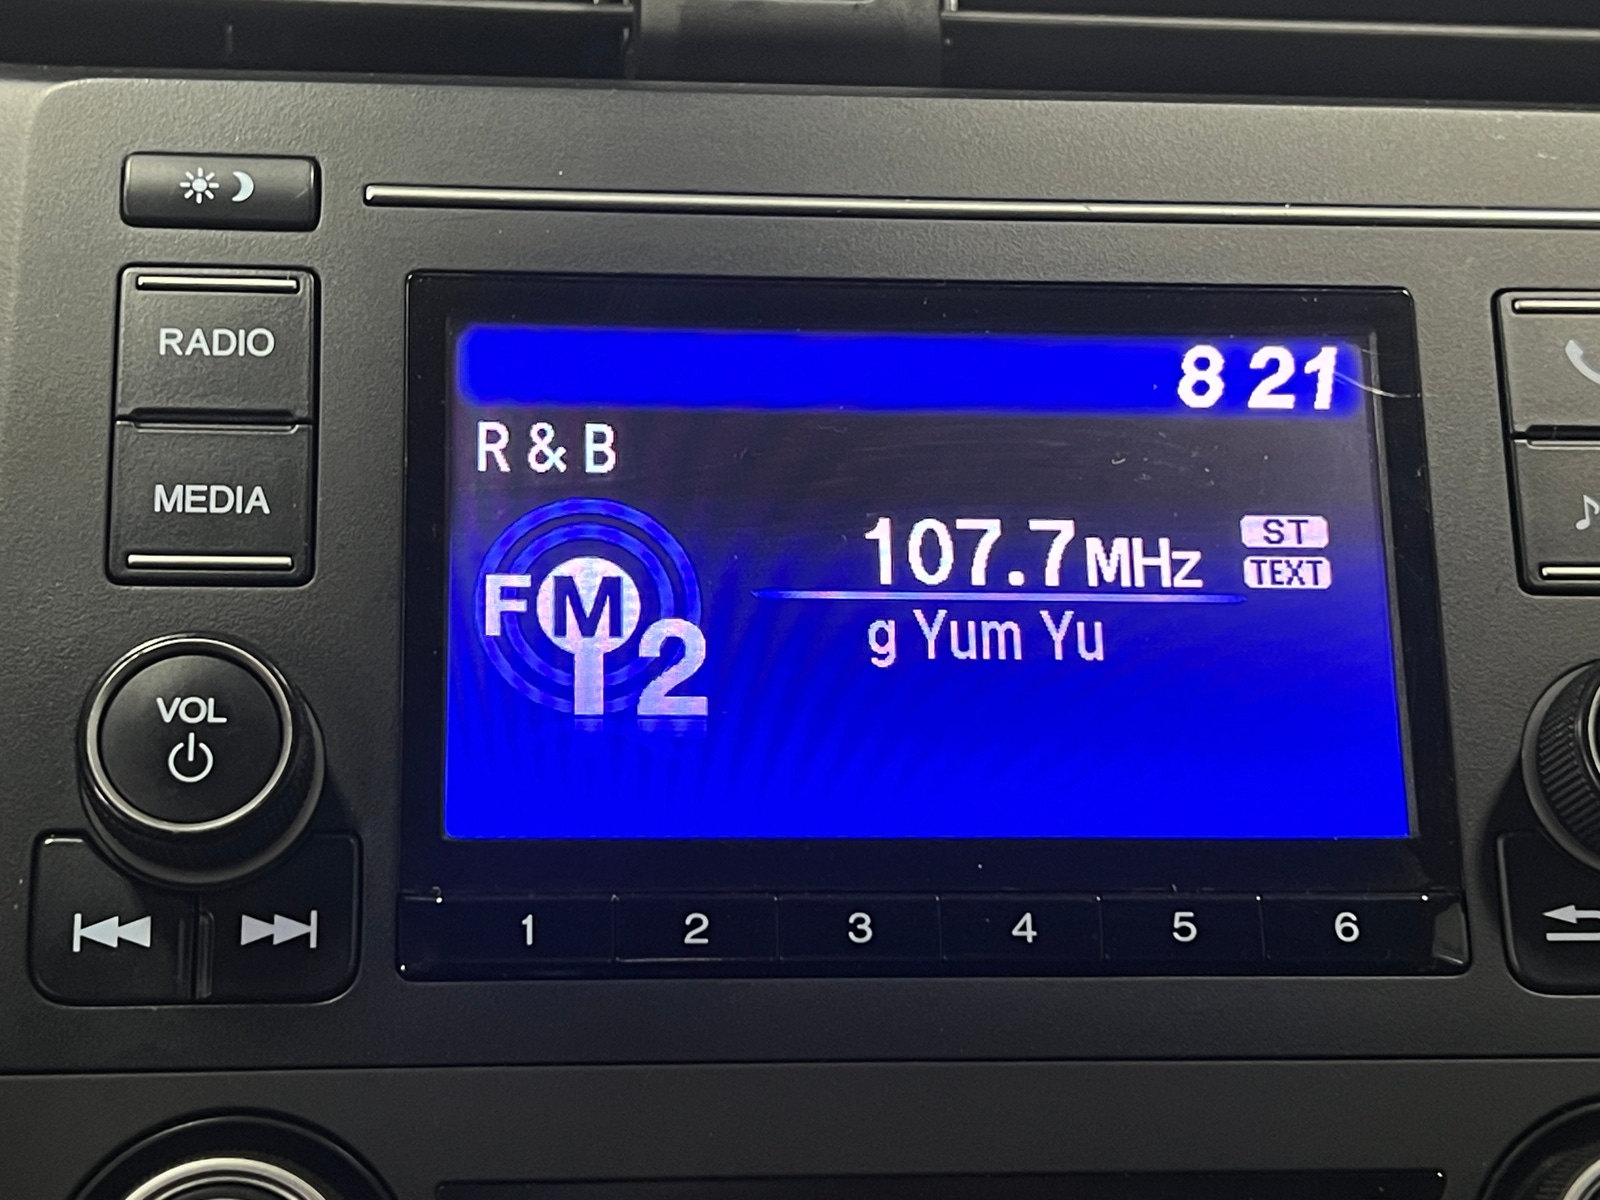 8 21
RADIO
R & B
MEDIA
107.7MHz
ST
TEXT
FM 2
g Yum Yu
VOL
1 2 3 4 5 6